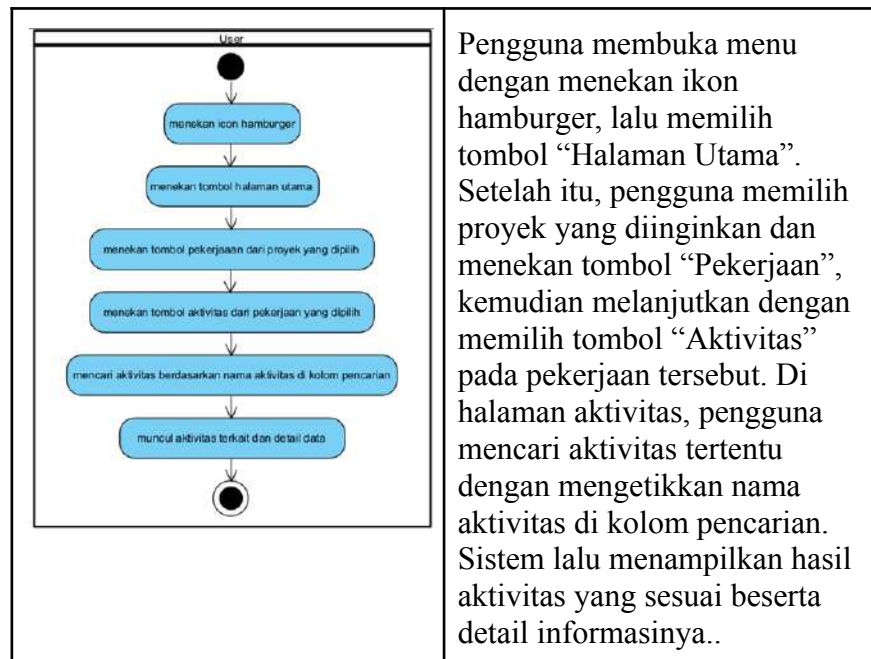 User
menekan icon hamburger
menekan tombol halaman utama
menekan tombol pekerjaaan dari proyek yang dipilih
menekan tombol aktivitas dari pekerjaan yang dipilih
mencari aktivitas berdasarkan nama aktivitas di kolom pencarian
muncul aktivitas terkait dan detail data
Pengguna membuka menu
dengan menekan ikon
hamburger, lalu memilih
tombol “Halaman Utama”.
Setelah itu, pengguna memilih
proyek yang diinginkan dan
menekan tombol “Pekerjaan”,
kemudian melanjutkan dengan
memilih tombol “Aktivitas”
pada pekerjaan tersebut. Di
halaman aktivitas, pengguna
mencari aktivitas tertentu
dengan mengetikkan nama
aktivitas di kolom pencarian.
Sistem lalu menampilkan hasil
aktivitas yang sesuai beserta
detail informasinya..